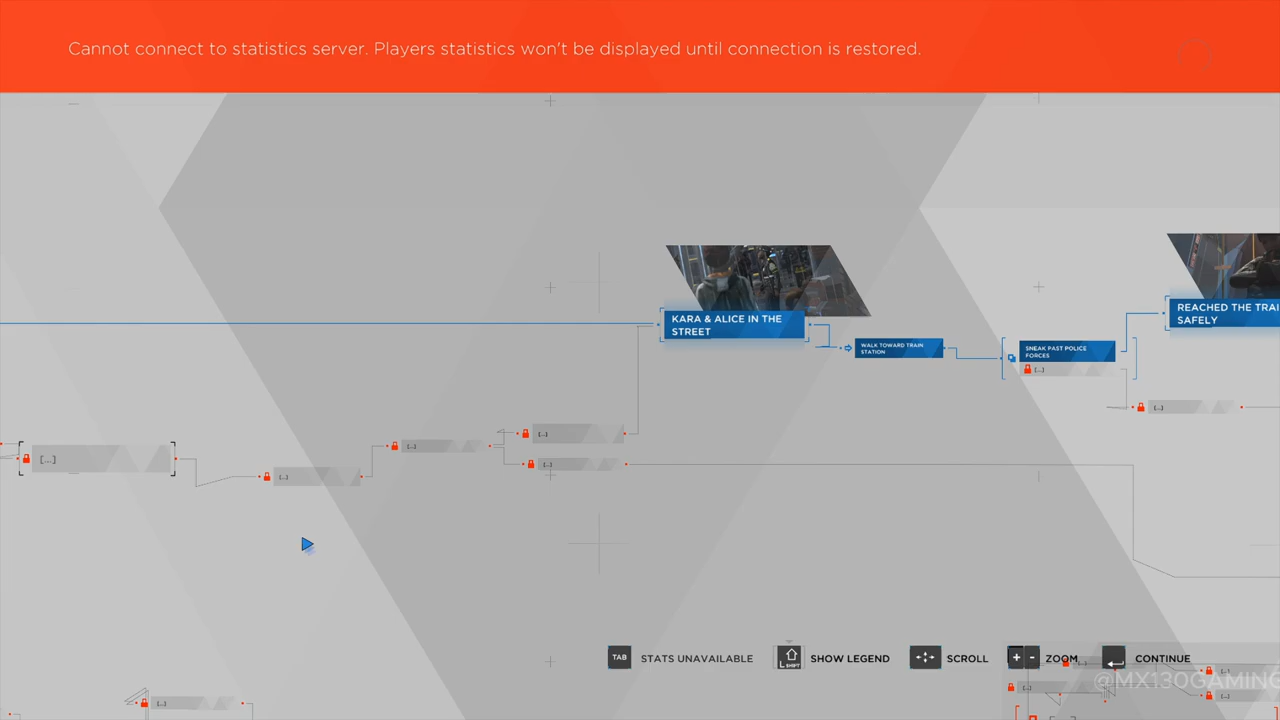 Cannot connect to statistics server. Players statistics won't be displayed until connection is restored.
KARA & ALICE IN THE
STREET
REACHED THE TRAI
SAFELY
WALK TOWARD TRAIN
STATION
SNEAK PAST POLICE
FORCES
[...]
[...]
[...]
[...]
[...]
[...]
[...]
TAB STATS UNAVAILABLE
L SHIFT SHOW LEGEND
SCROLL
+ - ZOOM
CONTINUE
[...]
[...]
[...]
[...]
@MX130GAMING
[...]